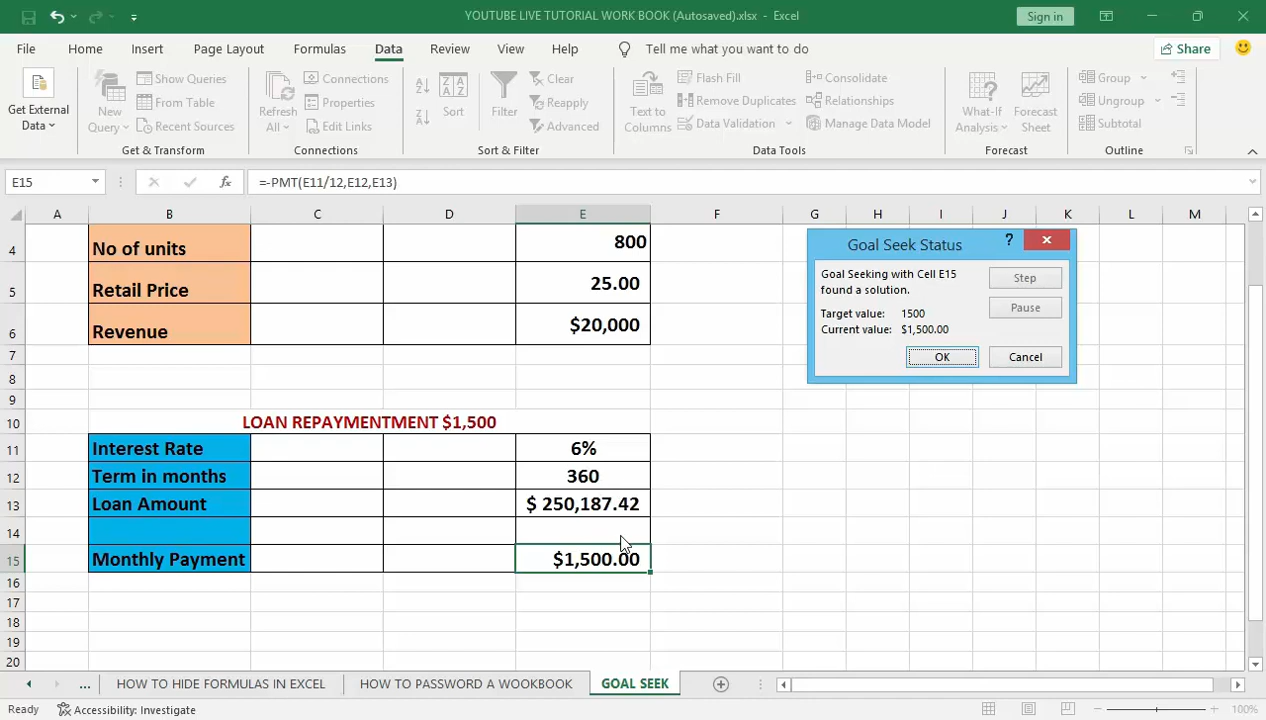 YOUTUBE LIVE TUTORIAL WORK BOOK (Autosaved).xlsx - Excel
Sign in
File Home Insert Page Layout Formulas Data Review View Help Tell me what you want to do Share
Get External Data
New Query
Show Queries
From Table
Recent Sources
Get & Transform
Refresh All
Connections
Properties
Edit Links
Connections
Sort
Filter
Clear
Reapply
Advanced
Sort & Filter
Text to Columns
Flash Fill
Remove Duplicates
Data Validation
Consolidate
Relationships
Manage Data Model
Data Tools
What-If Analysis
Forecast Sheet
Forecast
Group
Ungroup
Subtotal
Outline
E15 fx =-PMT(E11/12,E12,E13)
A B C D E F G H I J K L M
4 No of units 800
5 Retail Price 25.00
6 Revenue $20,000
7
8
9
10 LOAN REPAYMENTMENT $1,500
11 Interest Rate 6%
12 Term in months 360
13 Loan Amount $ 250,187.42
14
15 Monthly Payment $1,500.00
16
17
18
19
20
Goal Seek Status ?
Goal Seeking with Cell E15
found a solution.
Target value: 1500
Current value: $1,500.00
Step
Pause
OK Cancel
... HOW TO HIDE FORMULAS IN EXCEL HOW TO PASSWORD A WOOKBOOK GOAL SEEK
Ready Accessibility: Investigate 100%